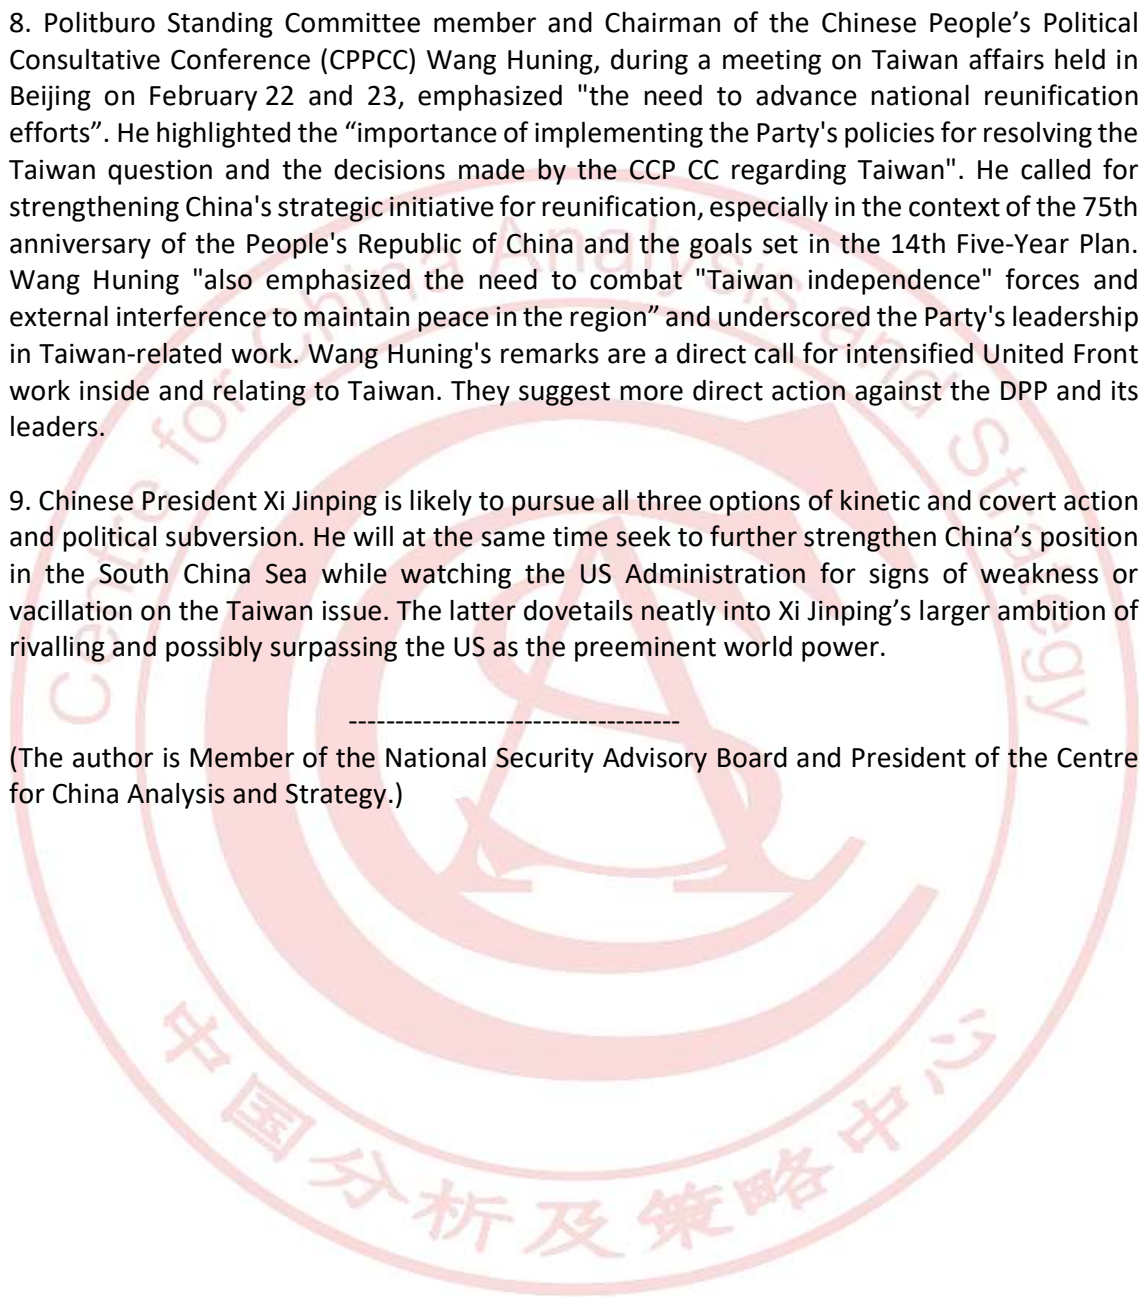 8. Politburo Standing Committee member and Chairman of the Chinese People’s Political
Consultative Conference (CPPCC) Wang Huning, during a meeting on Taiwan affairs held in
Beijing on February 22 and 23, emphasized "the need to advance national reunification
efforts”. He highlighted the “importance of implementing the Party's policies for resolving the
Taiwan question and the decisions made by the CCP CC regarding Taiwan". He called for
strengthening China's strategic initiative for reunification, especially in the context of the 75th
anniversary of the People's Republic of China and the goals set in the 14th Five-Year Plan.
Wang Huning "also emphasized the need to combat "Taiwan independence" forces and
external interference to maintain peace in the region” and underscored the Party's leadership
in Taiwan-related work. Wang Huning's remarks are a direct call for intensified United Front
work inside and relating to Taiwan. They suggest more direct action against the DPP and its
leaders.
9. Chinese President Xi Jinping is likely to pursue all three options of kinetic and covert action
and political subversion. He will at the same time seek to further strengthen China’s position
in the South China Sea while watching the US Administration for signs of weakness or
vacillation on the Taiwan issue. The latter dovetails neatly into Xi Jinping’s larger ambition of
rivalling and possibly surpassing the US as the preeminent world power.
------------------------------------
(The author is Member of the National Security Advisory Board and President of the Centre
for China Analysis and Strategy.)
Centre for China Analysis and Strategy
CCAS
中国分析及策略中心